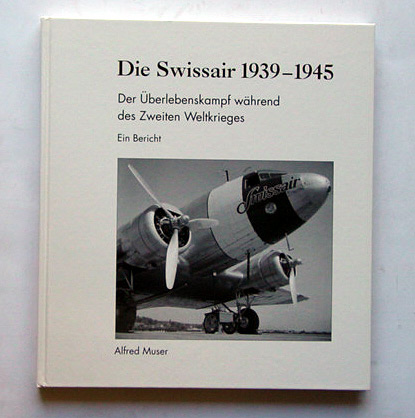 Die Swissair 1939–1945
Der Überlebenskampf während
des Zweiten Weltkrieges
Ein Bericht
Swissair
Alfred Muser